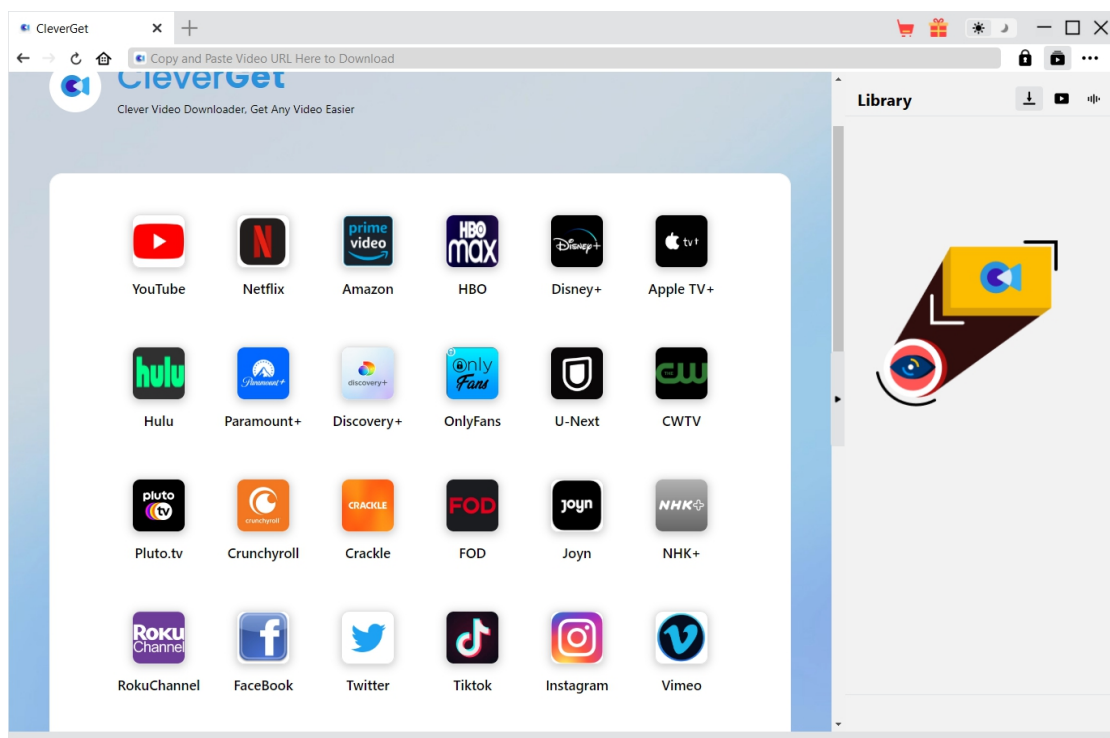 CleverGet
Copy and Paste Video URL Here to Download
CleverGet
Clever Video Downloader, Get Any Video Easier
Library
prime video
HBO max
Disney+
tv+
YouTube Netflix Amazon HBO Disney+ Apple TV+
hulu
Paramount+
discovery+
Only Fans
THE CW
Hulu Paramount+ Discovery+ OnlyFans U-Next CWTV
pluto tv
crunchyroll
CRACKLE
FOD
Joyn
NHK+
Pluto.tv Crunchyroll Crackle FOD Joyn NHK+
ROKU Channel
RokuChannel FaceBook Twitter Tiktok Instagram Vimeo